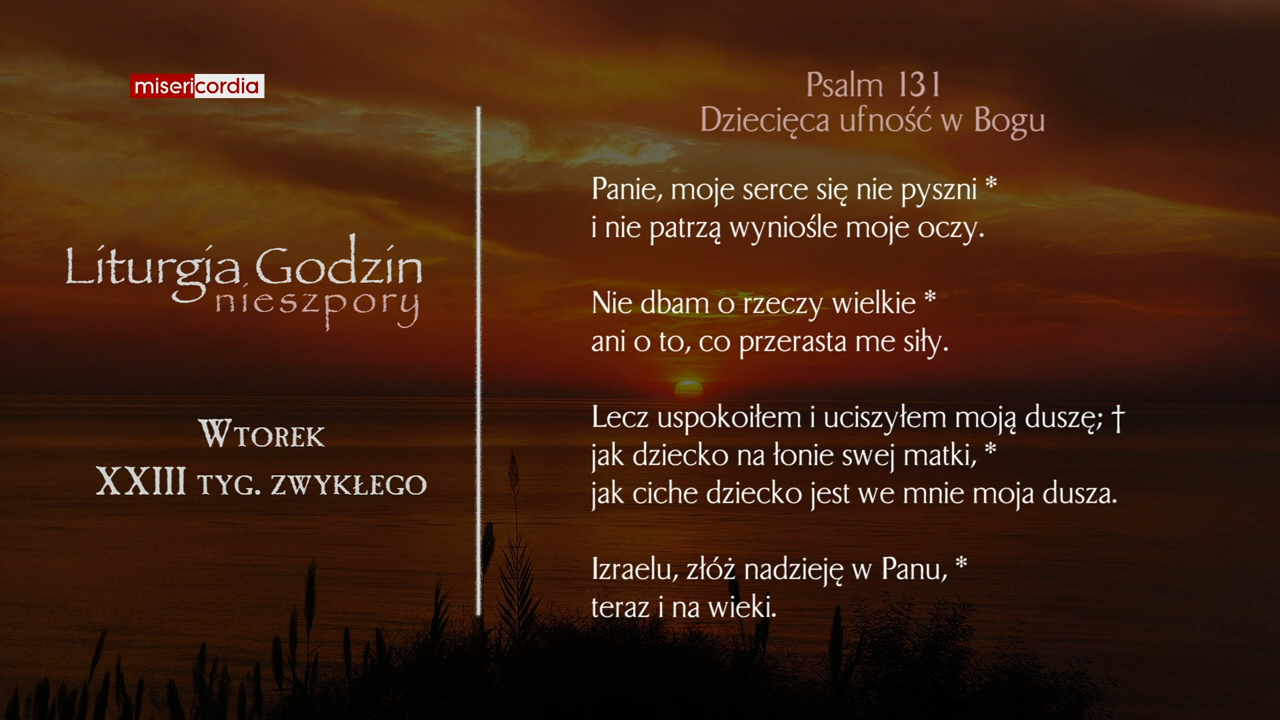 misericordia
Liturgia Godzin
nieszpory
Wtorek
XXIII tyg. zwykłego
Psalm 131
Dziecięca ufność w Bogu
Panie, moje serce się nie pyszni *
i nie patrzą wyniośle moje oczy.
Nie dbam o rzeczy wielkie *
ani o to, co przerasta me siły.
Lecz uspokoiłem i uciszyłem moją duszę; †
jak dziecko na łonie swej matki, *
jak ciche dziecko jest we mnie moja dusza.
Izraelu, złóż nadzieję w Panu, *
teraz i na wieki.